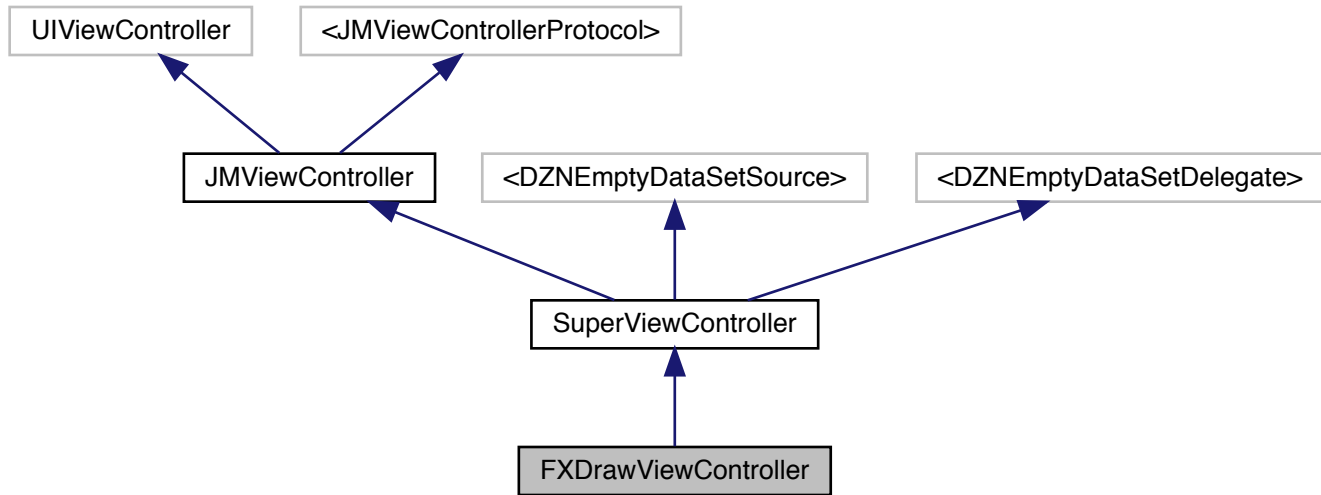 UIViewController
<JMViewControllerProtocol>
JMViewController
<DZNEmptyDataSetSource>
<DZNEmptyDataSetDelegate>
SuperViewController
FXDrawViewController